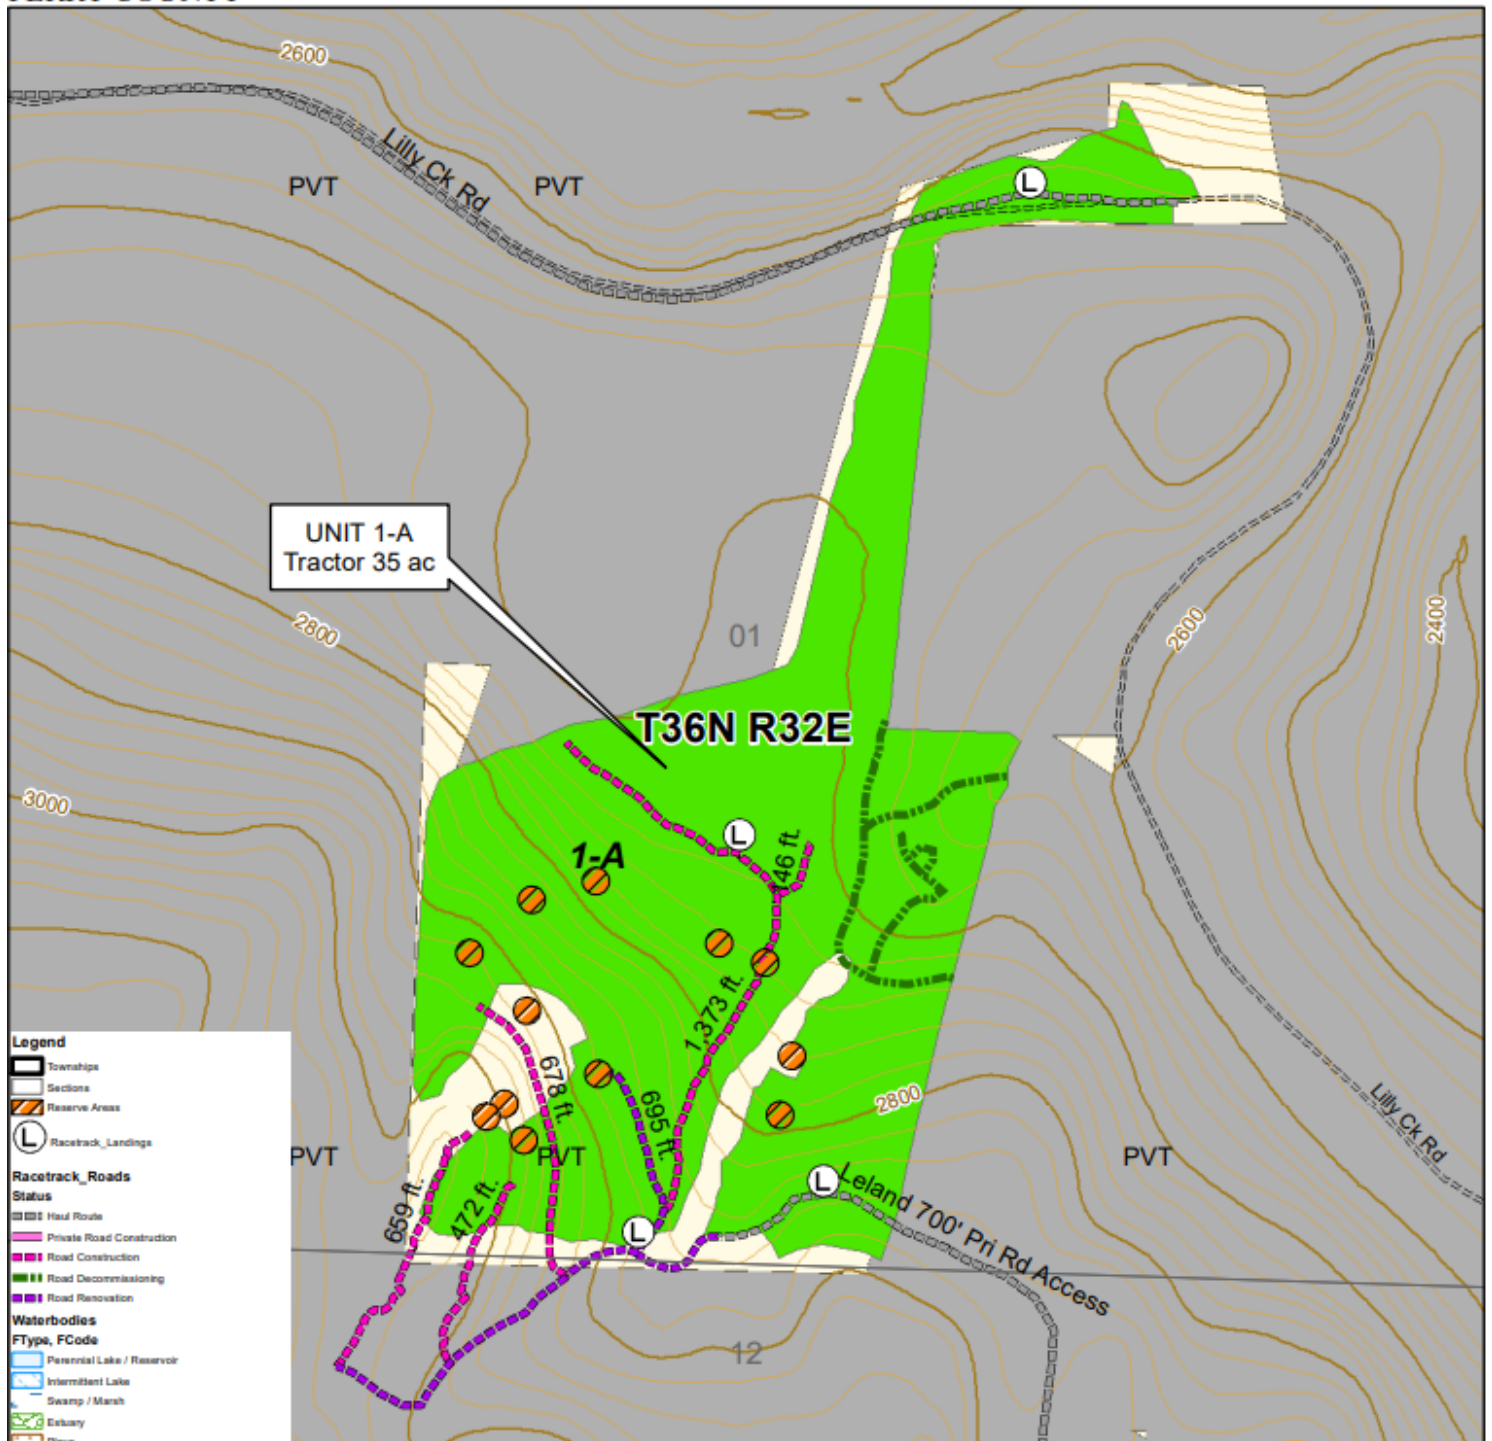 2600
Lilly Ck Rd
PVT
PVT
UNIT 1-A
Tractor 35 ac
2800
01
2600
2400
T36N R32E
3000
L
L
1-A
146 ft.
1,373 ft.
678 ft.
695 ft.
2800
Lilly Ck Rd
PVT
PVT
PVT
659 ft.
472 ft.
L
L
Leland 700' Pri Rd Access
12
Legend
Townships
Sections
Reserve Areas
L Racetrack_Landings
Racetrack_Roads
Status
Haul Route
Private Road Construction
Road Construction
Road Decommissioning
Road Renovation
Waterbodies
FType, FCode
Perennial Lake / Reservoir
Intermittent Lake
Swamp / Marsh
Estuary